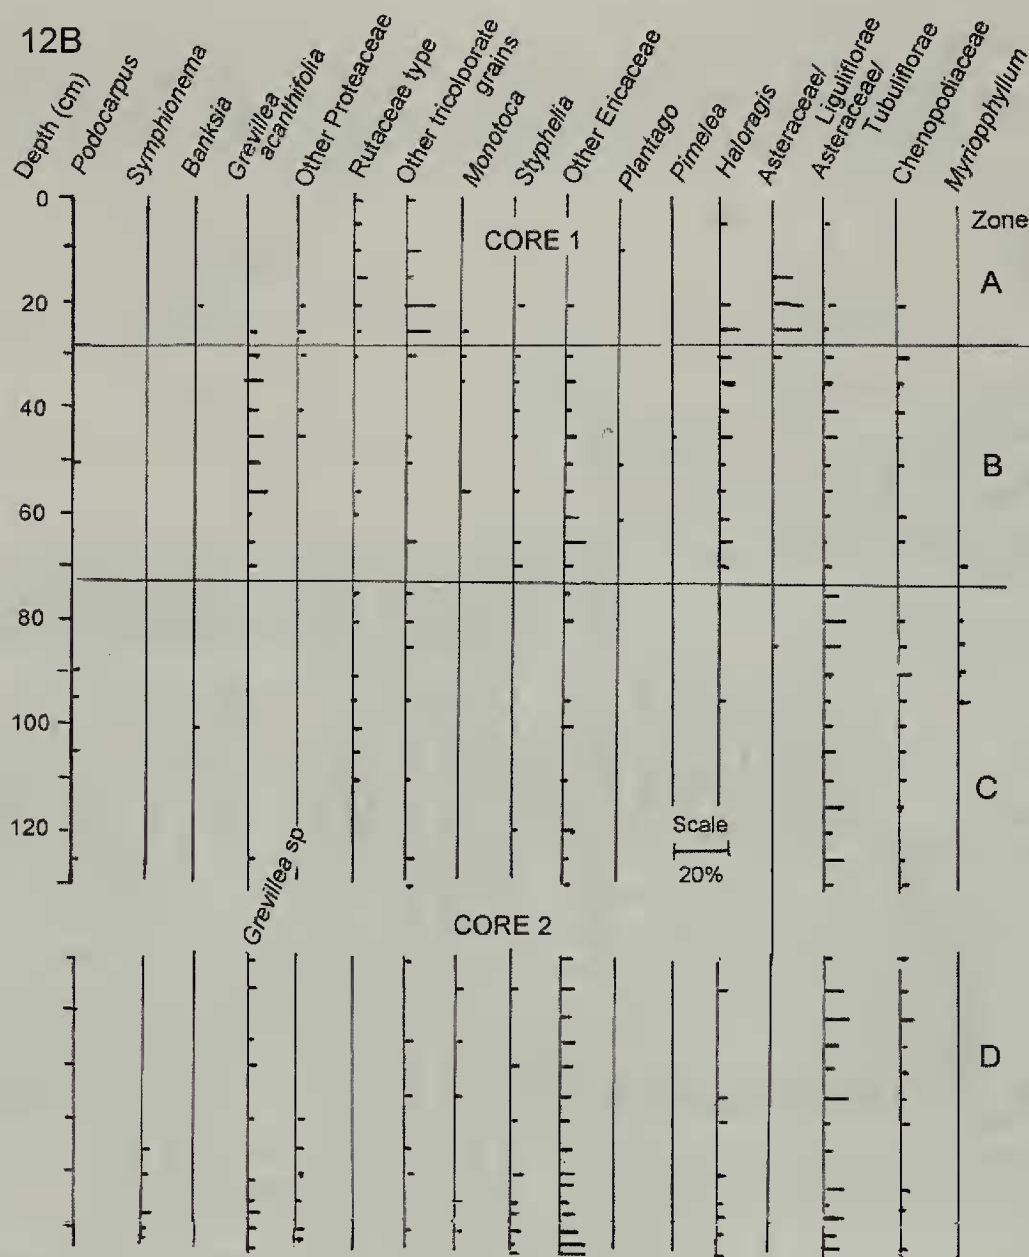 12B
Depth (cm)
Podocarpus
Symphionema
Banksia
Grevillea
acanthifolia
Other Proteaceae
Rutaceae type
Other tricolporate
grains
Monotoca
Styphelia
Other Ericaceae
Plantago
Pimelea
Haloragis
Asteraceae/
Liguliflorae
Asteraceae/
Tubuliflorae
Chenopodiaceae
Myriopphyllum
0
CORE 1
Zone
A
20
40
B
60
80
100
C
120
Scale
20%
Grevillea sp
CORE 2
D